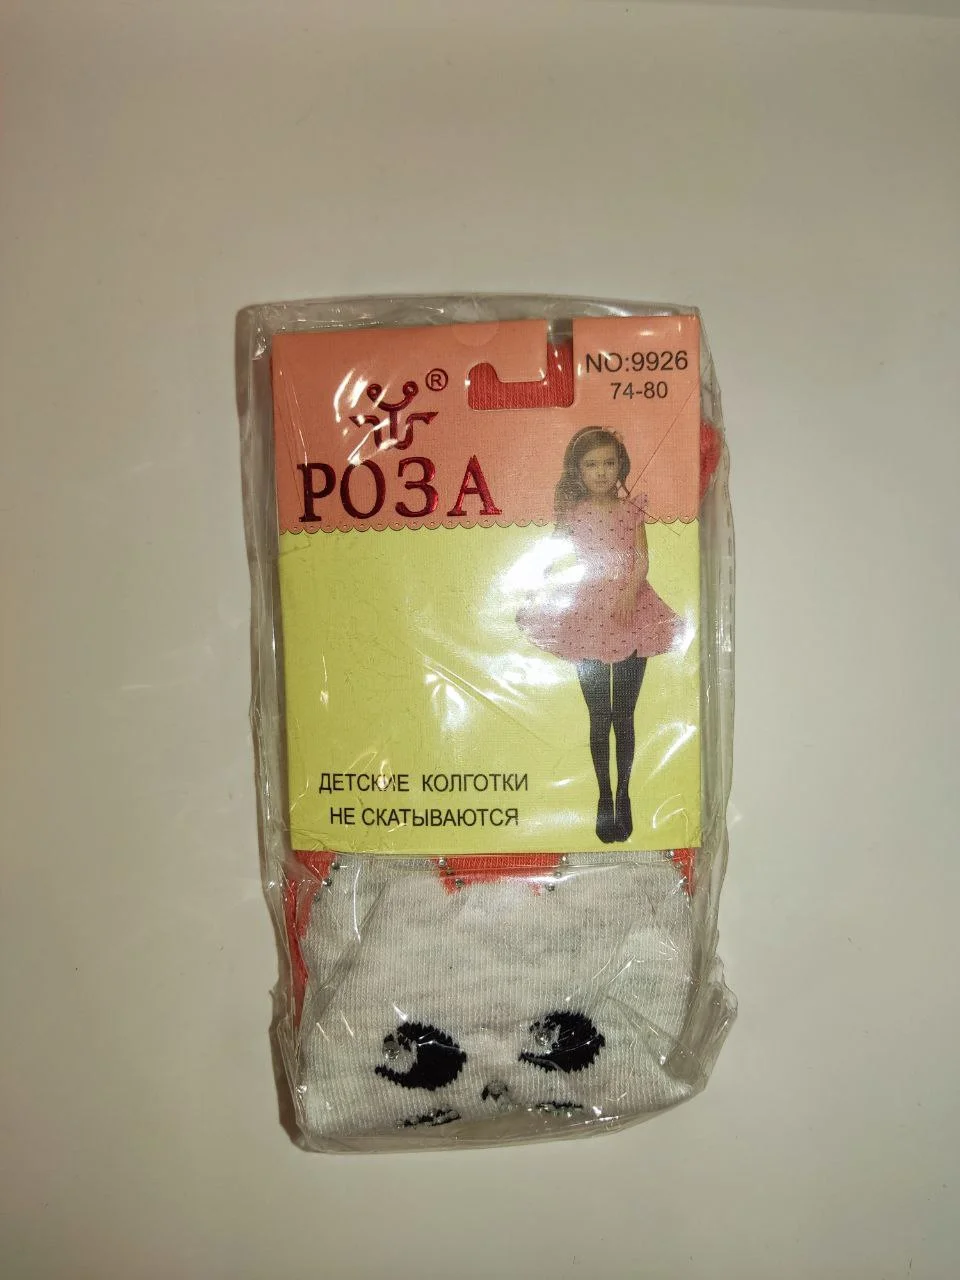 NO:9926
74-80
®
РОЗА
ДЕТСКИЕ КОЛГОТКИ
НЕ СКАТЫВАЮТСЯ